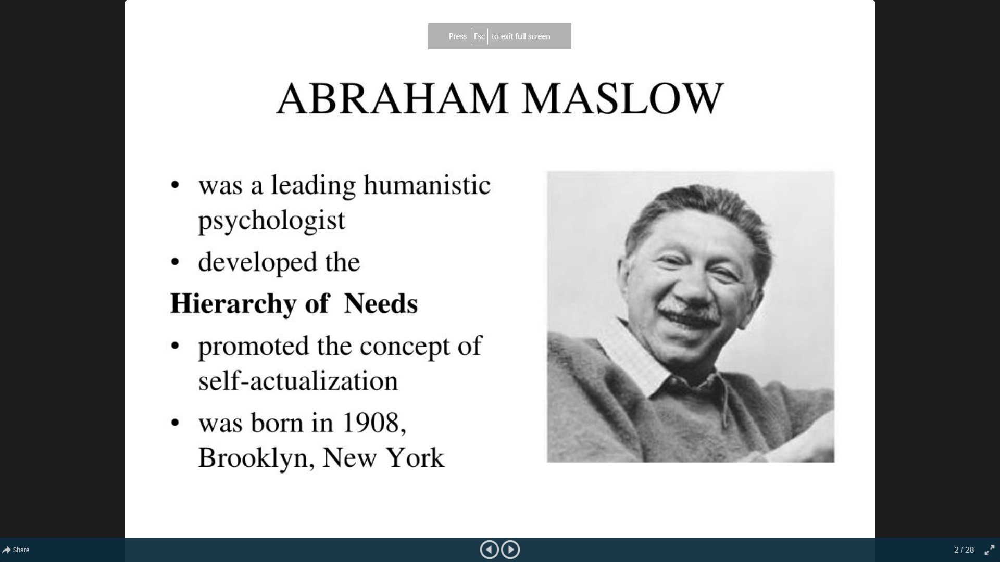 Press Esc to exit full screen
ABRAHAM MASLOW
• was a leading humanistic
psychologist
• developed the
Hierarchy of Needs
• promoted the concept of
self-actualization
• was born in 1908,
Brooklyn, New York
Share
2 / 28